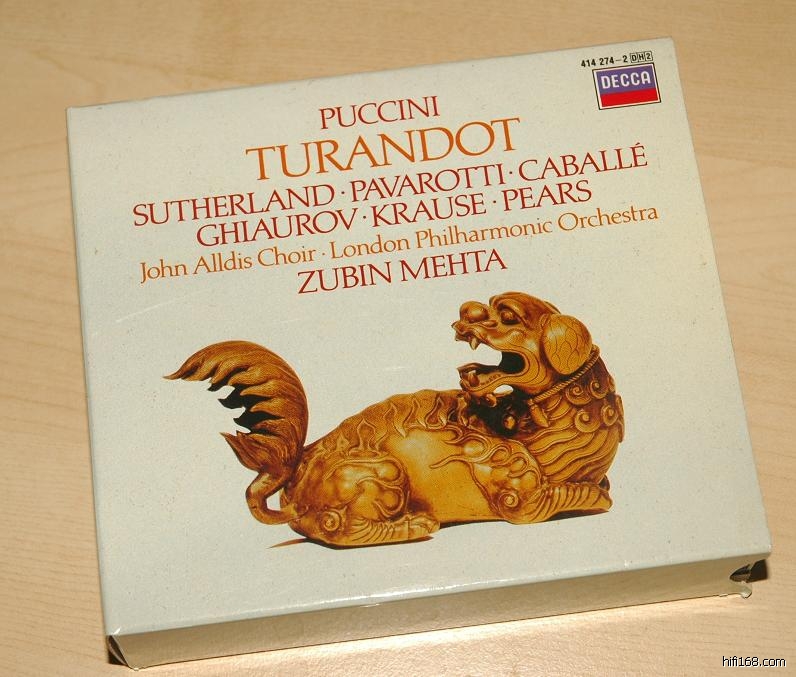 414 274-2 DH2
DECCA
PUCCINI
TURANDOT
SUTHERLAND · PAVAROTTI · CABALLÉ
GHIAUROV · KRAUSE · PEARS
John Alldis Choir · London Philharmonic Orchestra
ZUBIN MEHTA
hifi168.com